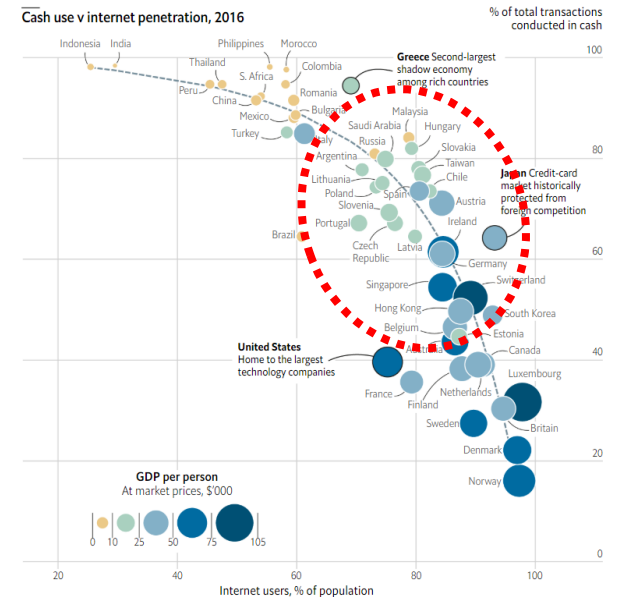 Cash use v internet penetration, 2016
% of total transactions
conducted in cash
Indonesia
India
Philippines
Morocco
100
Thailand
Colombia
Greece Second-largest
shadow economy
among rich countries
S. Africa
Peru
China
Romania
Mexico
Bulgaria
Malaysia
Turkey
Italy
Saudi Arabia
Hungary
Russia
80
Argentina
Slovakia
Taiwan
Lithuania
Chile
Japan Credit-card
market historically
protected from
foreign competition
Poland
Spain
Austria
Slovenia
Ireland
Portugal
Brazil
Czech
Republic
Latvia
60
Germany
Singapore
Switzerland
Hong Kong
South Korea
Belgium
Estonia
United States
Home to the largest
technology companies
Australia
Canada
40
Luxembourg
France
Netherlands
Finland
Sweden
Britain
Denmark
20
GDP per person
At market prices, $'000
Norway
0 10 25 50 75 105
0
20 40 60 80 100
Internet users, % of population